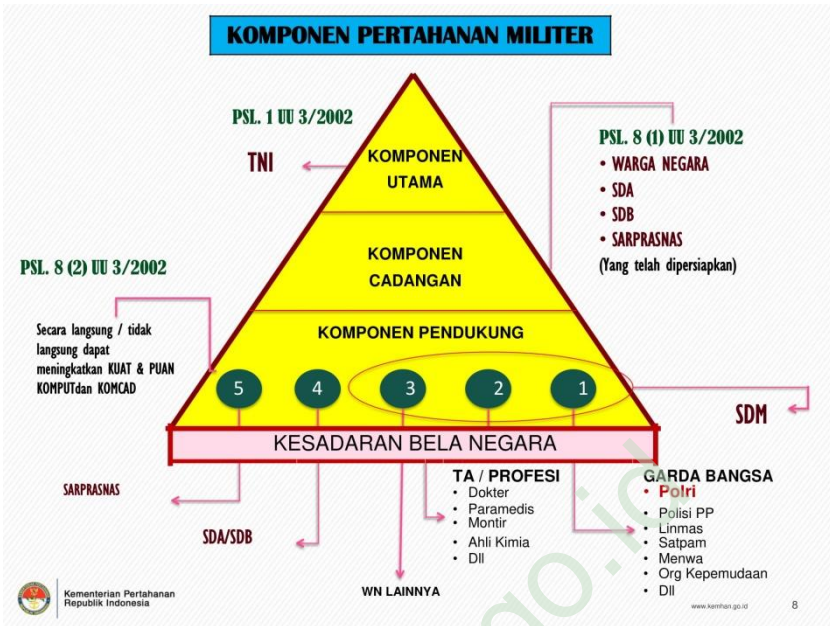 KOMPONEN PERTAHANAN MILITER
PSL. 1 UU 3/2002
TNI
KOMPONEN
UTAMA
PSL. 8 (1) UU 3/2002
• WARGA NEGARA
• SDA
• SDB
• SARPRASNAS
(Yang telah dipersiapkan)
KOMPONEN
CADANGAN
PSL. 8 (2) UU 3/2002
Secara langsung / tidak
langsung dapat
meningkatkan KUAT & PUAN
KOMPUTdan KOMCAD
KOMPONEN PENDUKUNG
5 4 3 2 1
SDM
KESADARAN BELA NEGARA
SARPRASNAS
SDA/SDB
WN LAINNYA
TA / PROFESI
• Dokter
• Paramedis
• Montir
• Ahli Kimia
• Dll
GARDA BANGSA
• Polri
• Polisi PP
• Linmas
• Satpam
• Menwa
• Org Kepemudaan
• Dll
Kementerian Pertahanan
Republik Indonesia
www.kemhan.go.id
8
go.id